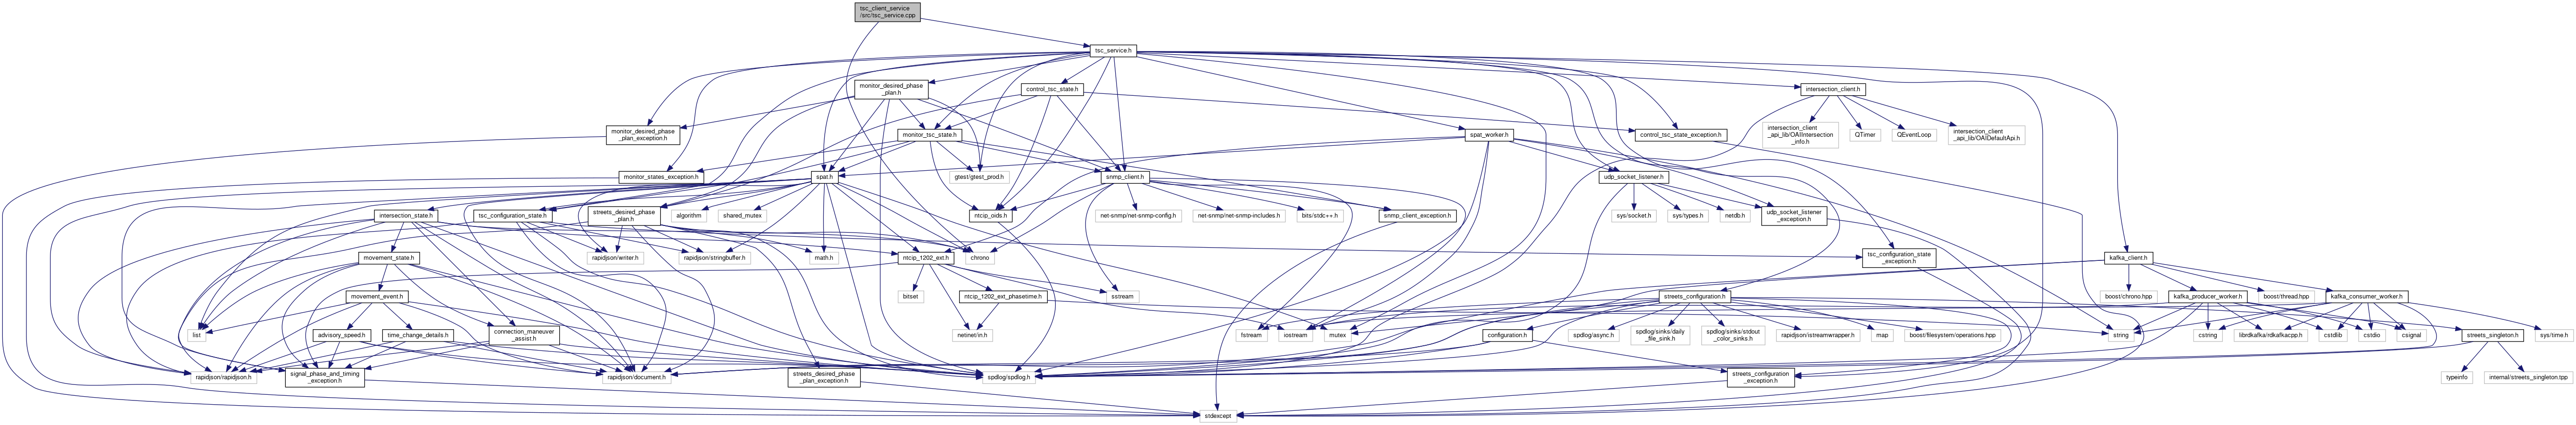 tsc_client_service
/src/tsc_service.cpp
tsc_service.h
monitor_desired_phase
_plan.h
control_tsc_state.h
intersection_client.h
monitor_desired_phase
_plan_exception.h
monitor_tsc_state.h
spat_worker.h
control_tsc_state_exception.h
intersection_client
_api_lib/OAIIntersection
_info.h
QTimer
QEventLoop
intersection_client
_api_lib/OAIDefaultApi.h
monitor_states_exception.h
spat.h
gtest/gtest_prod.h
snmp_client.h
udp_socket_listener.h
intersection_state.h
tsc_configuration_state.h
streets_desired_phase
_plan.h
algorithm
shared_mutex
ntcip_oids.h
net-snmp/net-snmp-config.h
net-snmp/net-snmp-includes.h
bits/stdc++.h
snmp_client_exception.h
sys/socket.h
sys/types.h
netdb.h
udp_socket_listener
_exception.h
movement_state.h
rapidjson/writer.h
rapidjson/stringbuffer.h
math.h
ntcip_1202_ext.h
chrono
tsc_configuration_state
_exception.h
kafka_client.h
movement_event.h
bitset
ntcip_1202_ext_phasetime.h
sstream
streets_configuration.h
boost/chrono.hpp
kafka_producer_worker.h
boost/thread.hpp
kafka_consumer_worker.h
list
advisory_speed.h
time_change_details.h
connection_maneuver
_assist.h
netinet/in.h
fstream
iostream
mutex
configuration.h
spdlog/async.h
spdlog/sinks/daily
_file_sink.h
spdlog/sinks/stdout
_color_sinks.h
rapidjson/istreamwrapper.h
map
boost/filesystem/operations.hpp
string
cstring
librdkafka/rdkafkacpp.h
cstdlib
cstdio
csignal
streets_singleton.h
sys/time.h
rapidjson/rapidjson.h
signal_phase_and_timing
_exception.h
rapidjson/document.h
streets_desired_phase
_plan_exception.h
spdlog/spdlog.h
streets_configuration
_exception.h
typeinfo
internal/streets_singleton.tpp
stdexcept